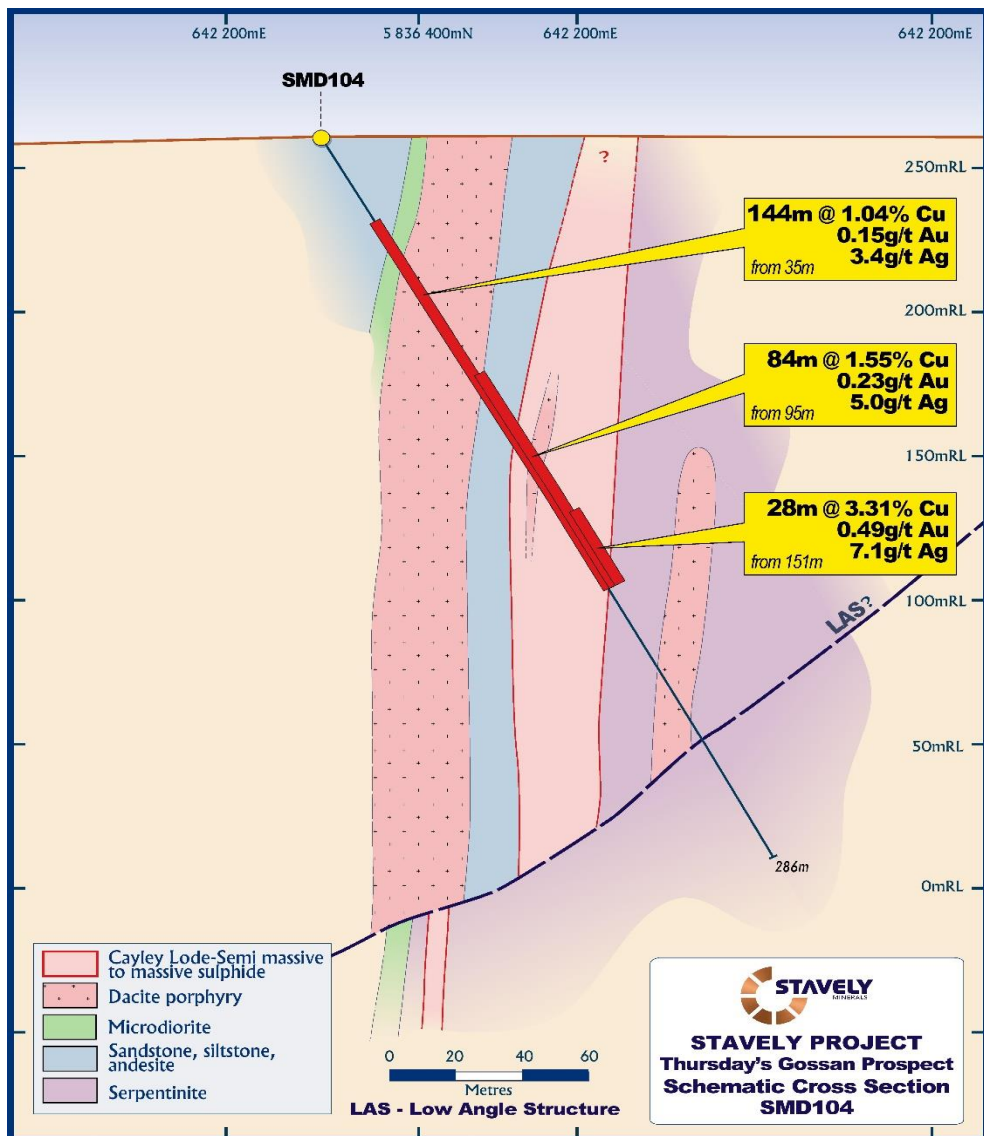 642 200mE
5 836 400mN
642 200mE
642 200mE
SMD104
?
250mRL
144m @ 1.04% Cu
0.15g/t Au
3.4g/t Ag
from 35m
200mRL
84m @ 1.55% Cu
0.23g/t Au
5.0g/t Ag
from 95m
150mRL
28m @ 3.31% Cu
0.49g/t Au
7.1g/t Ag
from 151m
100mRL
LAS?
50mRL
286m
0mRL
Cayley Lode-Semi massive
to massive sulphide
Dacite porphyry
Microdiorite
Sandstone, siltstone,
andesite
Serpentinite
0 20 40 60
Metres
LAS - Low Angle Structure
STAVELY
MINERALS
STAVELY PROJECT
Thursday's Gossan Prospect
Schematic Cross Section
SMD104